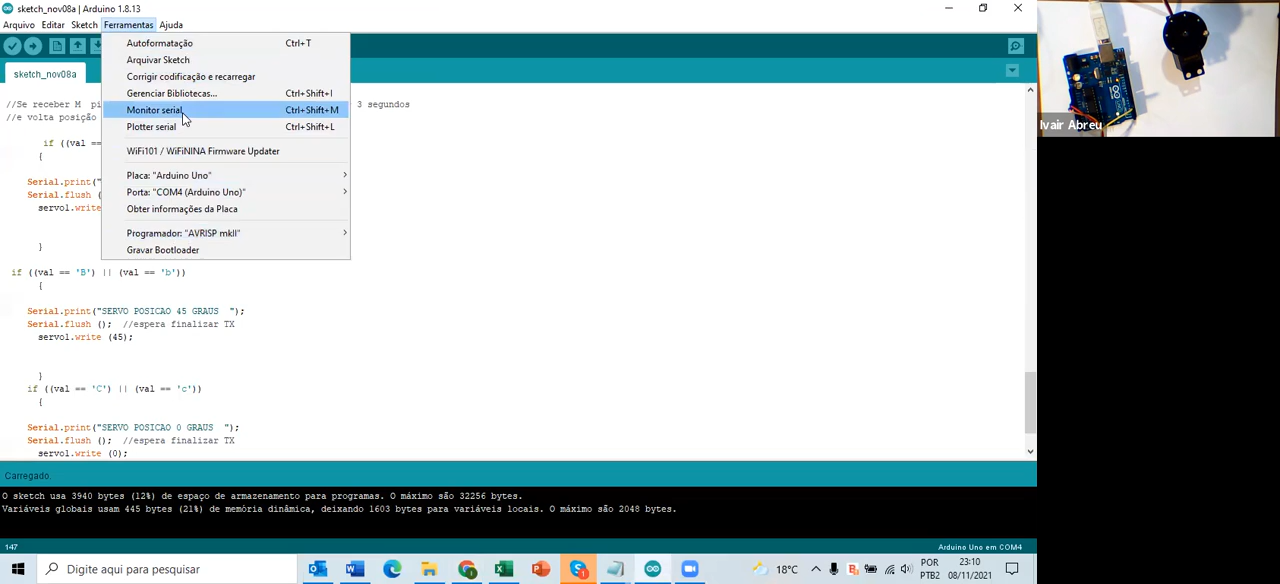 sketch_nov08a | Arduino 1.8.13
Arquivo Editar Sketch Ferramentas Ajuda
sketch_nov08a
Autoformatação Ctrl+T
Arquivar Sketch
Corrigir codificação e recarregar
Gerenciar Bibliotecas... Ctrl+Shift+I
Monitor serial Ctrl+Shift+M
Plotter serial Ctrl+Shift+L
WiFi101 / WiFiNINA Firmware Updater
Placa: "Arduino Uno"
Porta: "COM4 (Arduino Uno)"
Obter informações da Placa
Programador: "AVRISP mkII"
Gravar Bootloader
//Se receber M pi 3 segundos
//e volta posição
if ((val ==
{
Serial.print("
Serial.flush (
servo1.write
}
if ((val == 'B') || (val == 'b'))
{
Serial.print("SERVO POSICAO 45 GRAUS  ");
Serial.flush (); //espera finalizar TX
servo1.write (45);
}
if ((val == 'C') || (val == 'c'))
{
Serial.print("SERVO POSICAO 0 GRAUS  ");
Serial.flush (); //espera finalizar TX
servo1.write (0);
Carregado.
O sketch usa 3940 bytes (12%) de espaço de armazenamento para programas. O máximo são 32256 bytes.
Variáveis globais usam 445 bytes (21%) de memória dinâmica, deixando 1603 bytes para variáveis locais. O máximo são 2048 bytes.
147 Arduino Uno em COM4
Digite aqui para pesquisar
18°C
POR
PTB2
23:10
08/11/2021
Ivair Abreu
ARDUINO